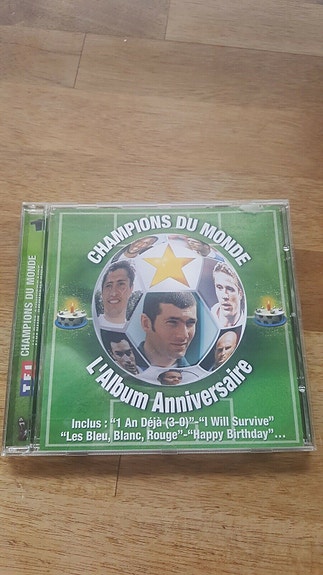 CHAMPIONS DU MONDE
L'Album Anniversaire
Inclus : "1 An Déjà (3-0)"-"I Will Survive"
"Les Bleu, Blanc, Rouge"-"Happy Birthday"...
TF1 CHAMPIONS DU MONDE